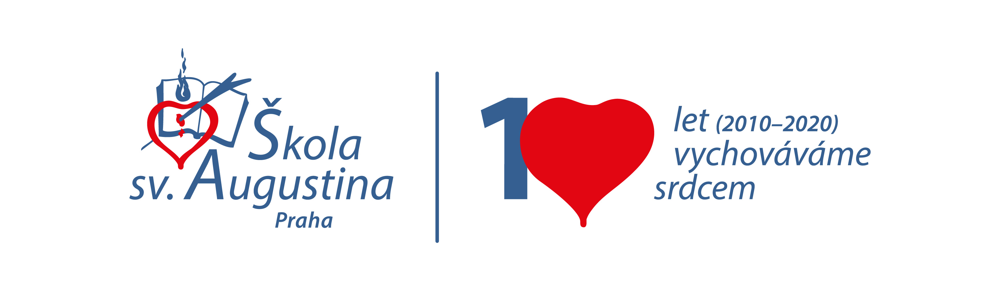 Škola
sv. Augustina
Praha
1
let (2010–2020)
vychováváme
srdcem